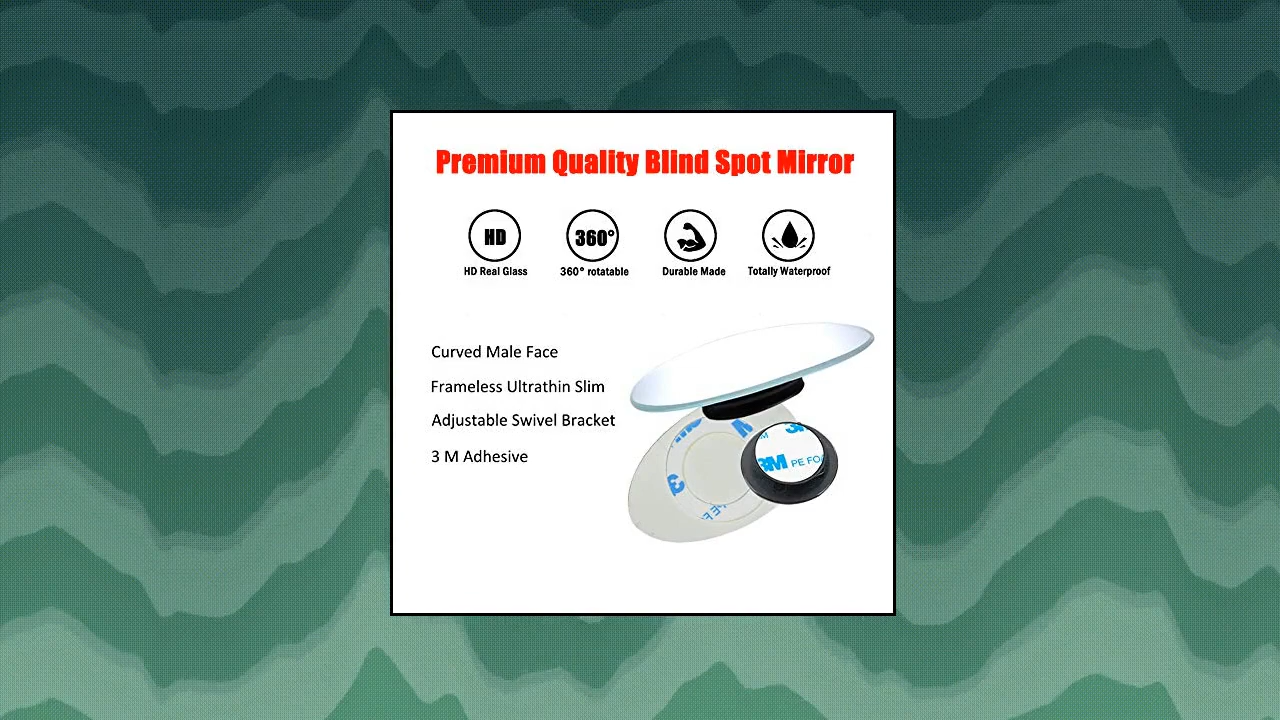 Premium Quality Blind Spot Mirror
HD
360°
HD Real Glass
360° rotatable
Durable Made
Totally Waterproof
Curved Male Face
Frameless Ultrathin Slim
Adjustable Swivel Bracket
3 M Adhesive
3M
PE FO